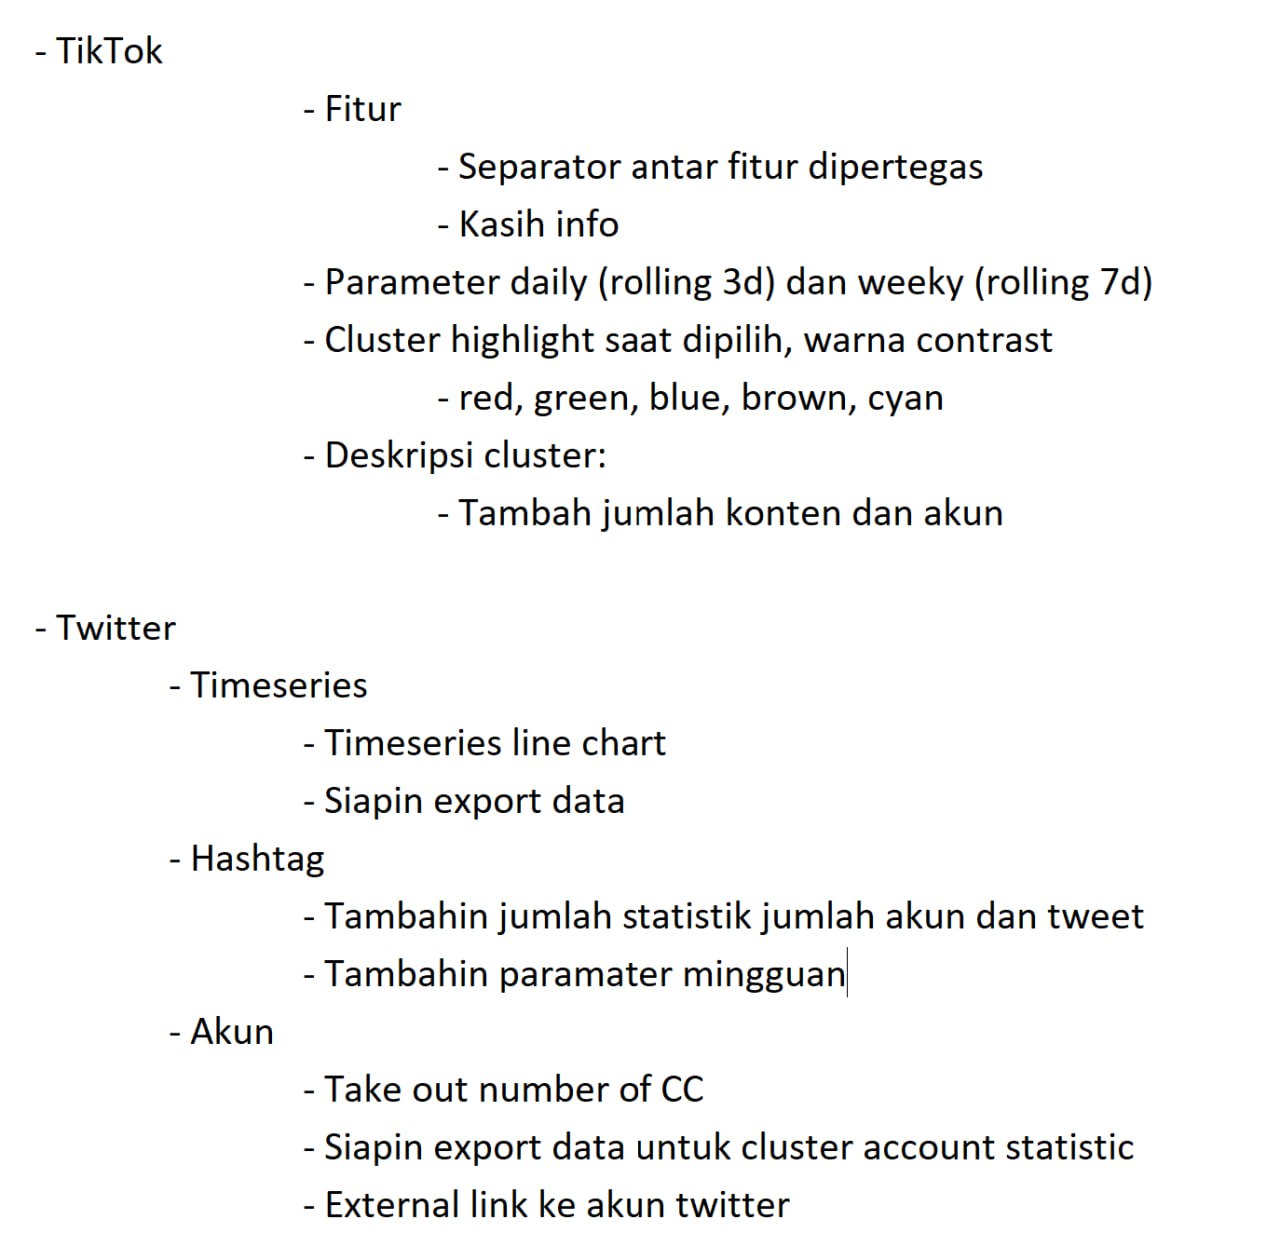 - TikTok
- Fitur
- Separator antar fitur dipertegas
- Kasih info
- Parameter daily (rolling 3d) dan weeky (rolling 7d)
- Cluster highlight saat dipilih, warna contrast
- red, green, blue, brown, cyan
- Deskripsi cluster:
- Tambah jumlah konten dan akun
- Twitter
- Timeseries
- Timeseries line chart
- Siapin export data
- Hashtag
- Tambahin jumlah statistik jumlah akun dan tweet
- Tambahin paramater mingguan
- Akun
- Take out number of CC
- Siapin export data untuk cluster account statistic
- External link ke akun twitter